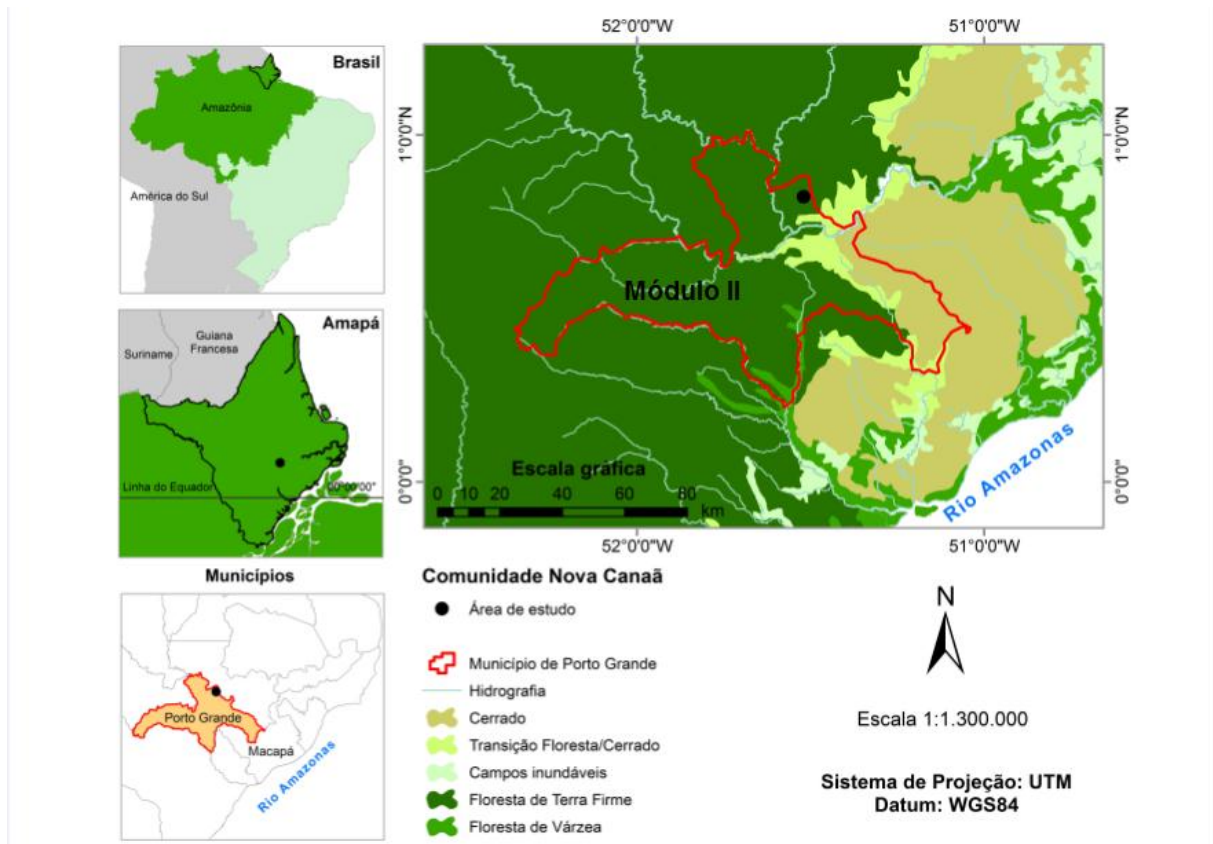 Brasil
Amazônia
América do Sul
Amapá
Guiana
Francesa
Suriname
Linha do Equador
00°00'00"
Municípios
Porto Grande
Macapá
Rio Amazonas
52°0'0"W
51°0'0"W
1°0'0"N
1°0'0"N
Módulo II
Escala gráfica
0 10 20 40 60 80
km
0°0'0"
0°0'0"
Rio Amazonas
52°0'0"W
51°0'0"W
Comunidade Nova Canaã
Área de estudo
Município de Porto Grande
Hidrografia
Cerrado
Transição Floresta/Cerrado
Campos inundáveis
Floresta de Terra Firme
Floresta de Várzea
N
Escala 1:1.300.000
Sistema de Projeção: UTM
Datum: WGS84